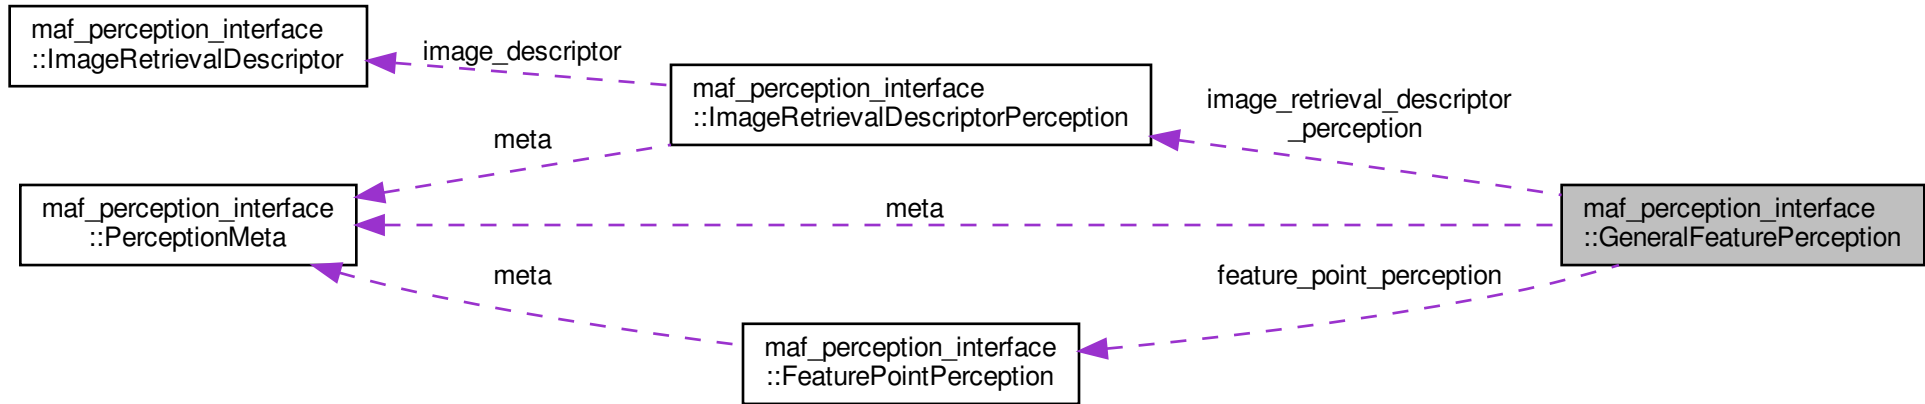 maf_perception_interface
::ImageRetrievalDescriptor
image_descriptor
maf_perception_interface
::ImageRetrievalDescriptorPerception
image_retrieval_descriptor
_perception
meta
maf_perception_interface
::PerceptionMeta
meta
maf_perception_interface
::GeneralFeaturePerception
meta
feature_point_perception
maf_perception_interface
::FeaturePointPerception